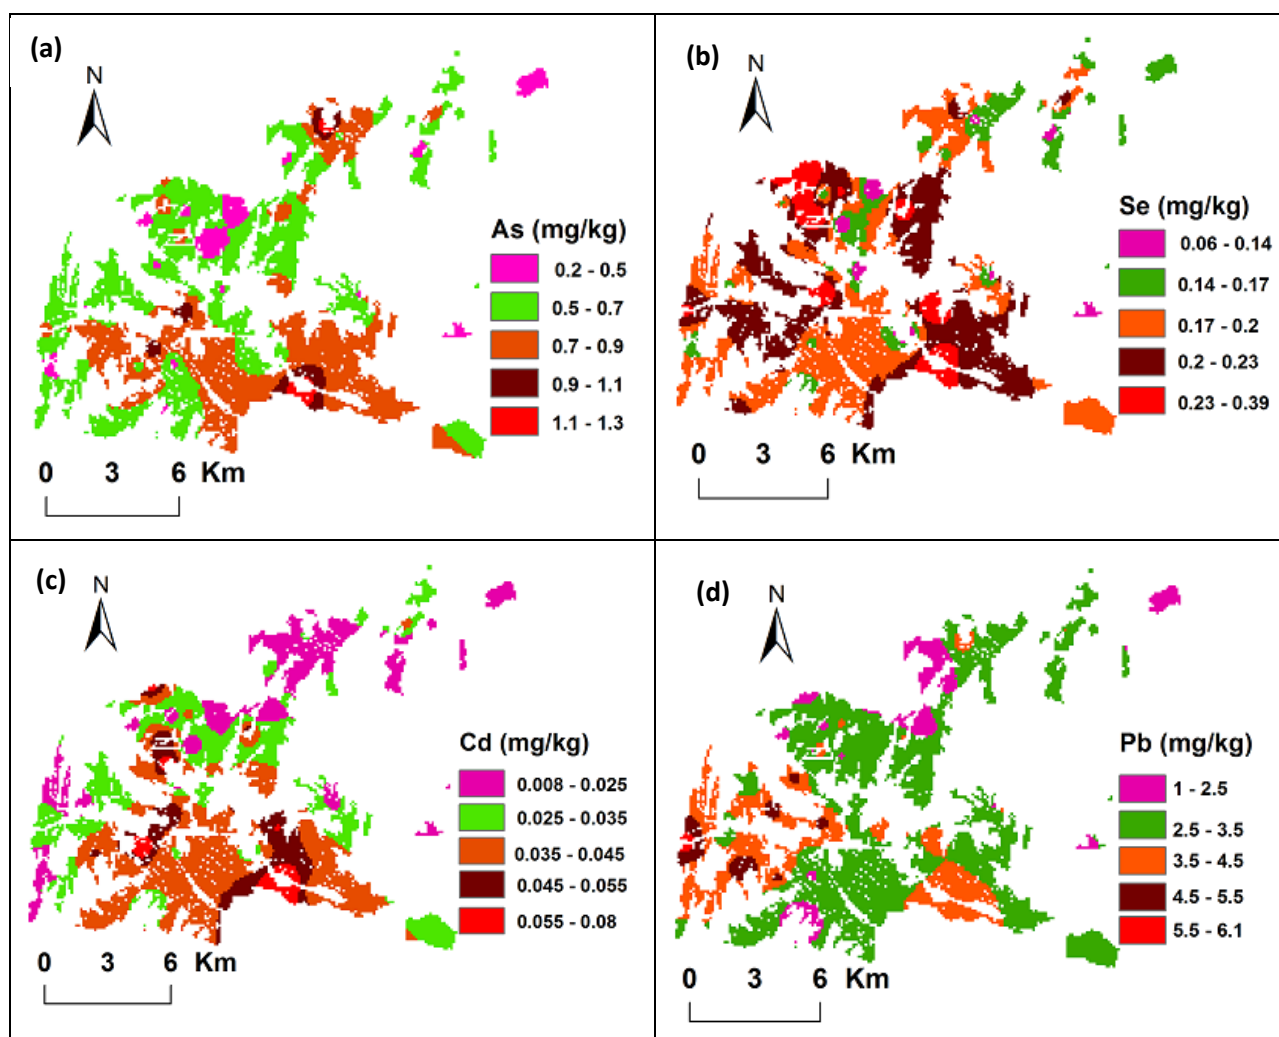 (a)
N
As (mg/kg)
0.2 - 0.5
0.5 - 0.7
0.7 - 0.9
0.9 - 1.1
1.1 - 1.3
0 3 6 Km
(b)
N
Se (mg/kg)
0.06 - 0.14
0.14 - 0.17
0.17 - 0.2
0.2 - 0.23
0.23 - 0.39
0 3 6 Km
(c)
N
Cd (mg/kg)
0.008 - 0.025
0.025 - 0.035
0.035 - 0.045
0.045 - 0.055
0.055 - 0.08
0 3 6 Km
(d)
N
Pb (mg/kg)
1 - 2.5
2.5 - 3.5
3.5 - 4.5
4.5 - 5.5
5.5 - 6.1
0 3 6 Km